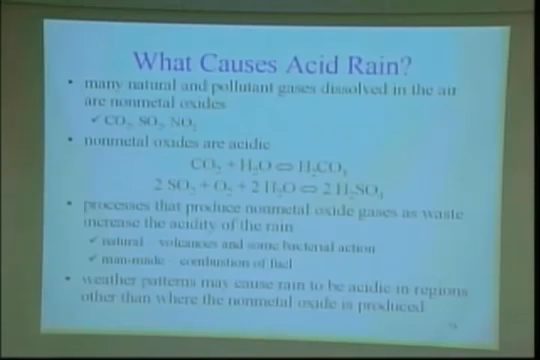 What Causes Acid Rain?
• many natural and pollutant gases dissolved in the air
are nonmetal oxides
✓ CO₂, SO₂, NO₂
• nonmetal oxides are acidic
CO₂ + H₂O ⇔ H₂CO₃
2 SO₂ + O₂ + 2 H₂O ⇔ 2 H₂SO₄
• processes that produce nonmetal oxide gases as waste
increase the acidity of the rain
✓ natural – volcanoes and some bacterial action
✓ man-made – combustion of fuel
• weather patterns may cause rain to be acidic in regions
other than where the nonmetal oxide is produced